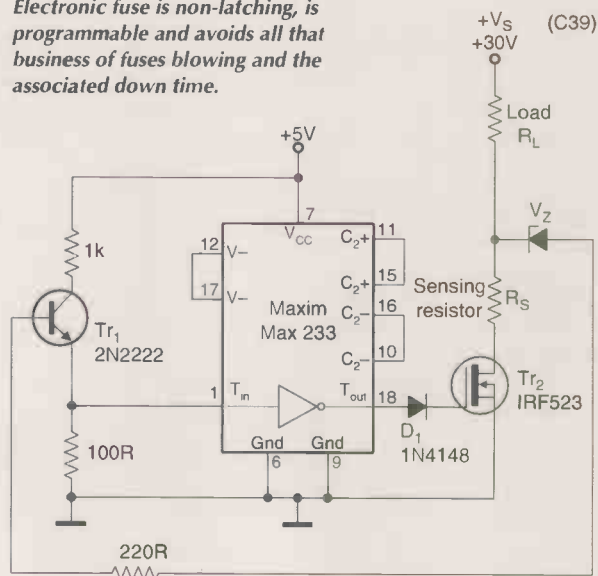 Electronic fuse is non-latching, is
programmable and avoids all that
business of fuses blowing and the
associated down time.
+VS
+30V
(C39)
Load
RL
+5V
7
VCC
VZ
1k
12
V–
17
V–
C2+
11
C2+
15
C2–
16
C2–
10
Maxim
Max 233
Sensing
resistor
RS
Tr1
2N2222
1
Tin
Tout
18
D1
1N4148
Tr2
IRF523
100R
Gnd
6
Gnd
9
220R